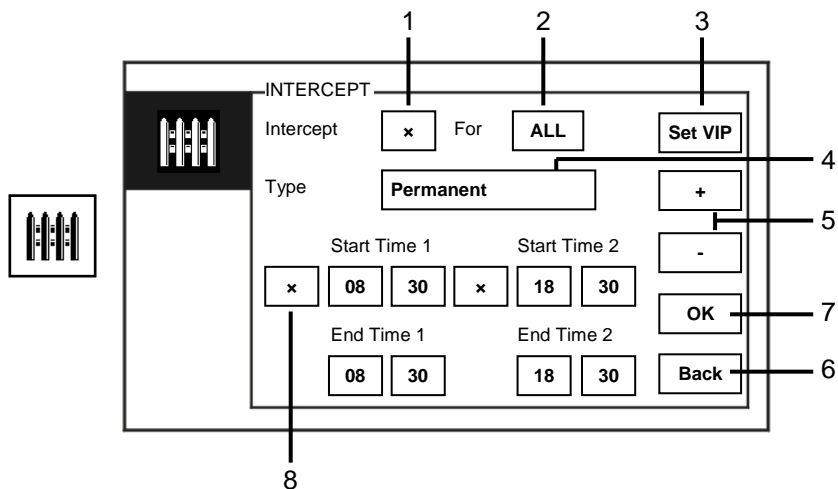 1 2 3
INTERCEPT
Intercept × For ALL Set VIP
4
Type Permanent +
5
Start Time 1 Start Time 2 -
× 08 30 × 18 30
OK 7
End Time 1 End Time 2
08 30 18 30 Back 6
8